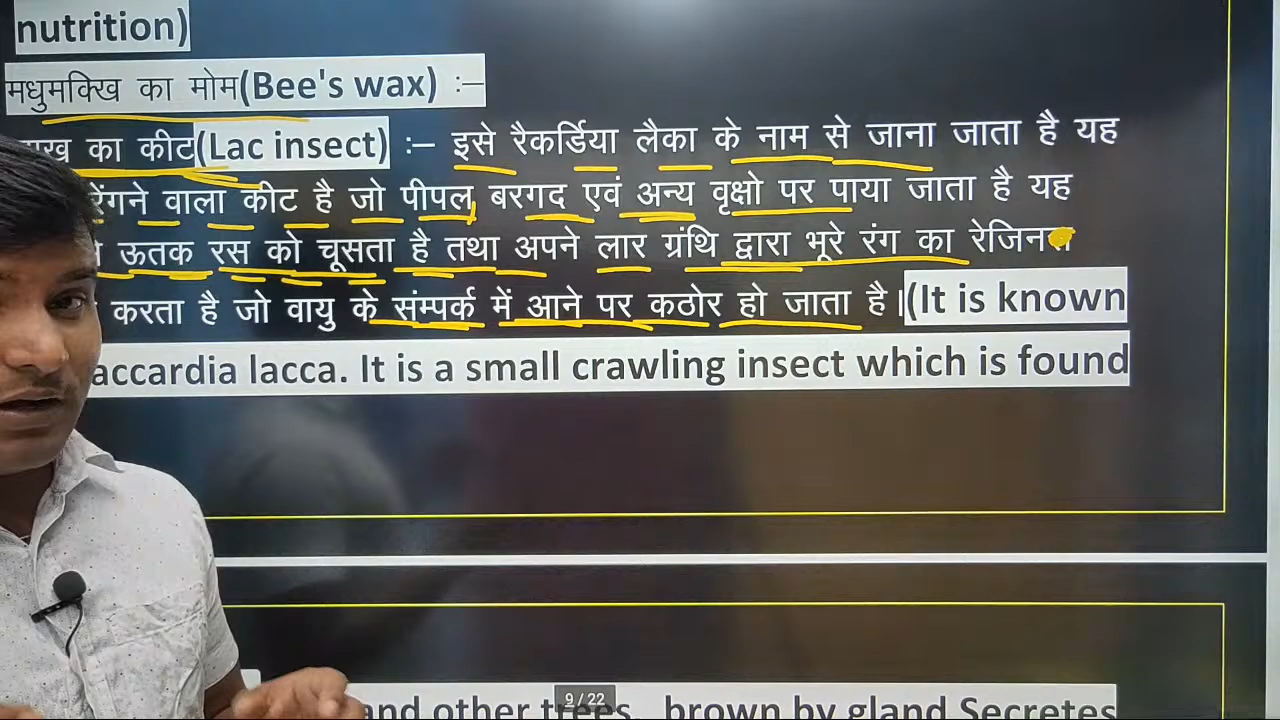 nutrition)
मधुमक्खि का मोम(Bee's wax) :–
का कीट(Lac insect) :– इसे रैकर्डिया लैका के नाम से जाना जाता है यह
रेंगने वाला कीट है जो पीपल, बरगद एवं अन्य वृक्षो पर पाया जाता है यह
ऊतक रस को चूसता है तथा अपने लार ग्रंथि द्वारा भूरे रंग का
करता है जो वायु के संम्पर्क में आने पर कठोर हो जाता है।(It is known
lacca. It is a small crawling insect which is found
and other trees, brown by gland Secretes
9 / 22